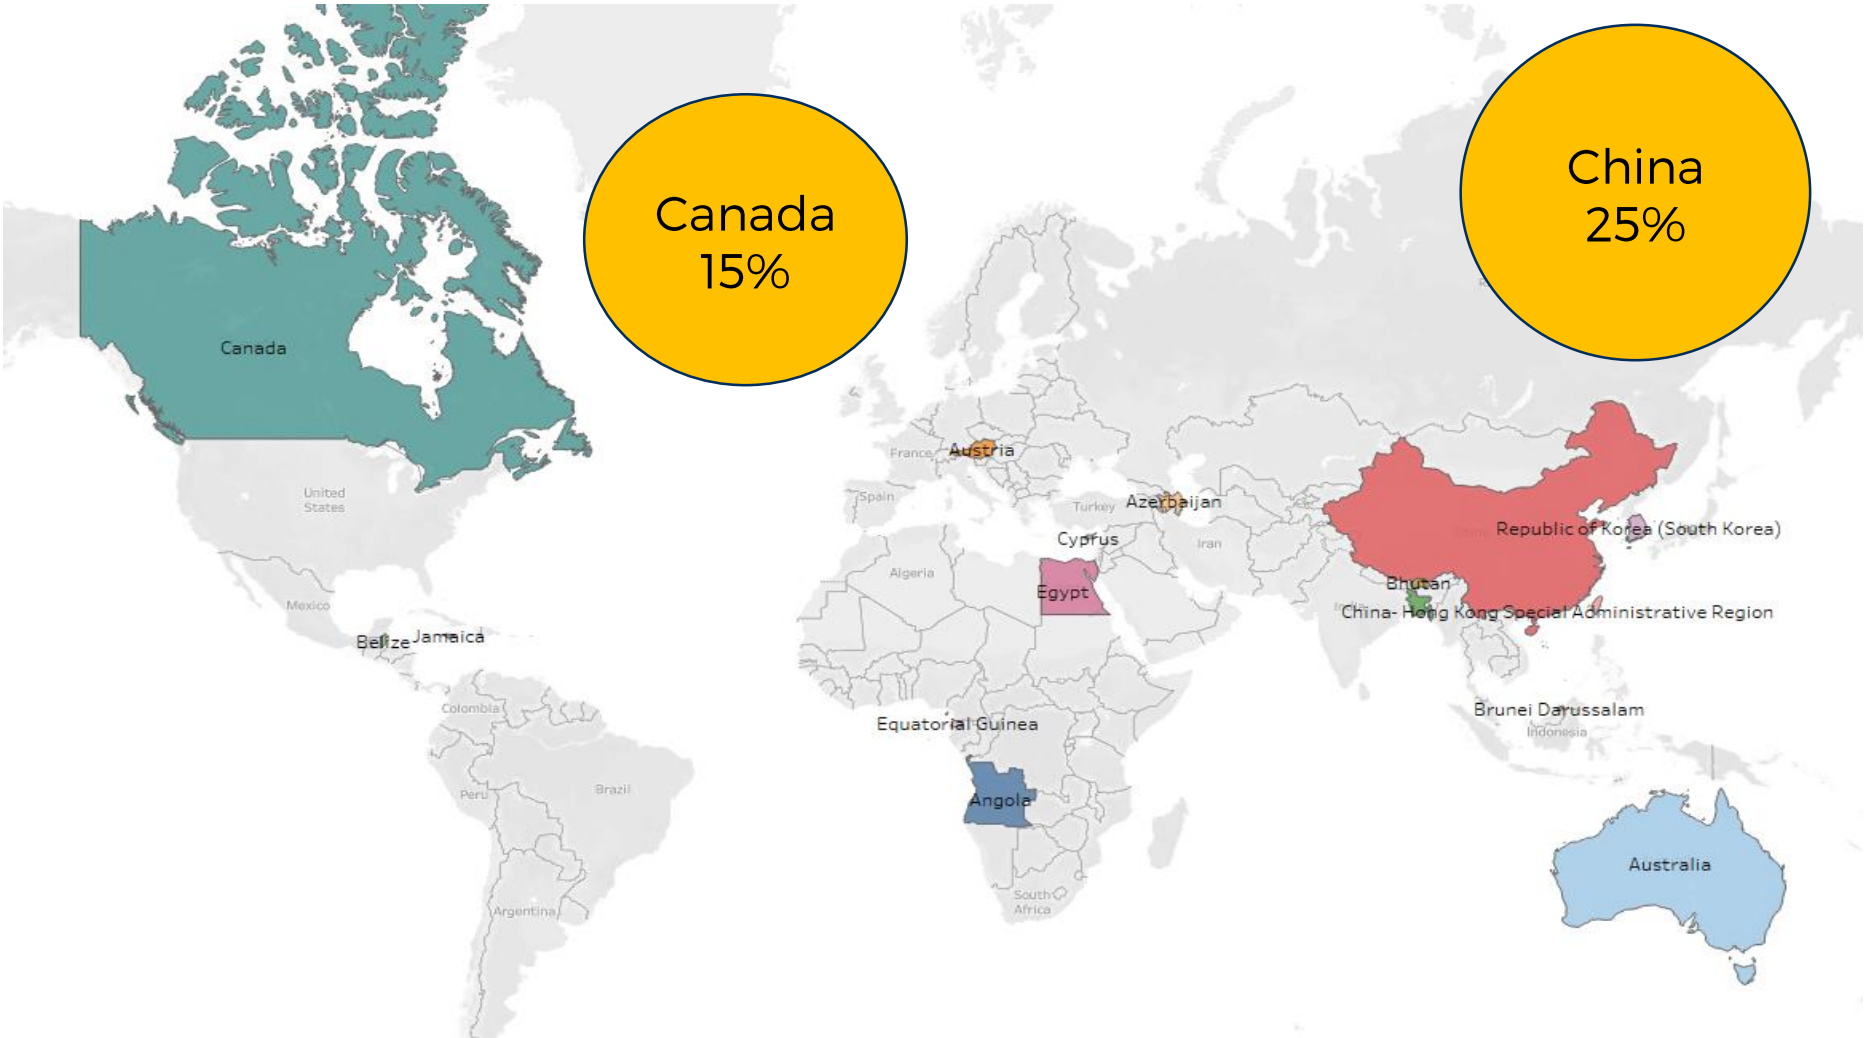 Canada
15%
China
25%
Canada
United
States
Mexico
Belize
Jamaica
Colombia
Peru
Brazil
Argentina
France
Austria
Spain
Turkey
Azerbaijan
Cyprus
Iran
Algeria
Egypt
Equatorial Guinea
Angola
South
Africa
Republic of Korea (South Korea)
Bhutan
China- Hong Kong Special Administrative Region
Brunei Darussalam
Indonesia
Australia